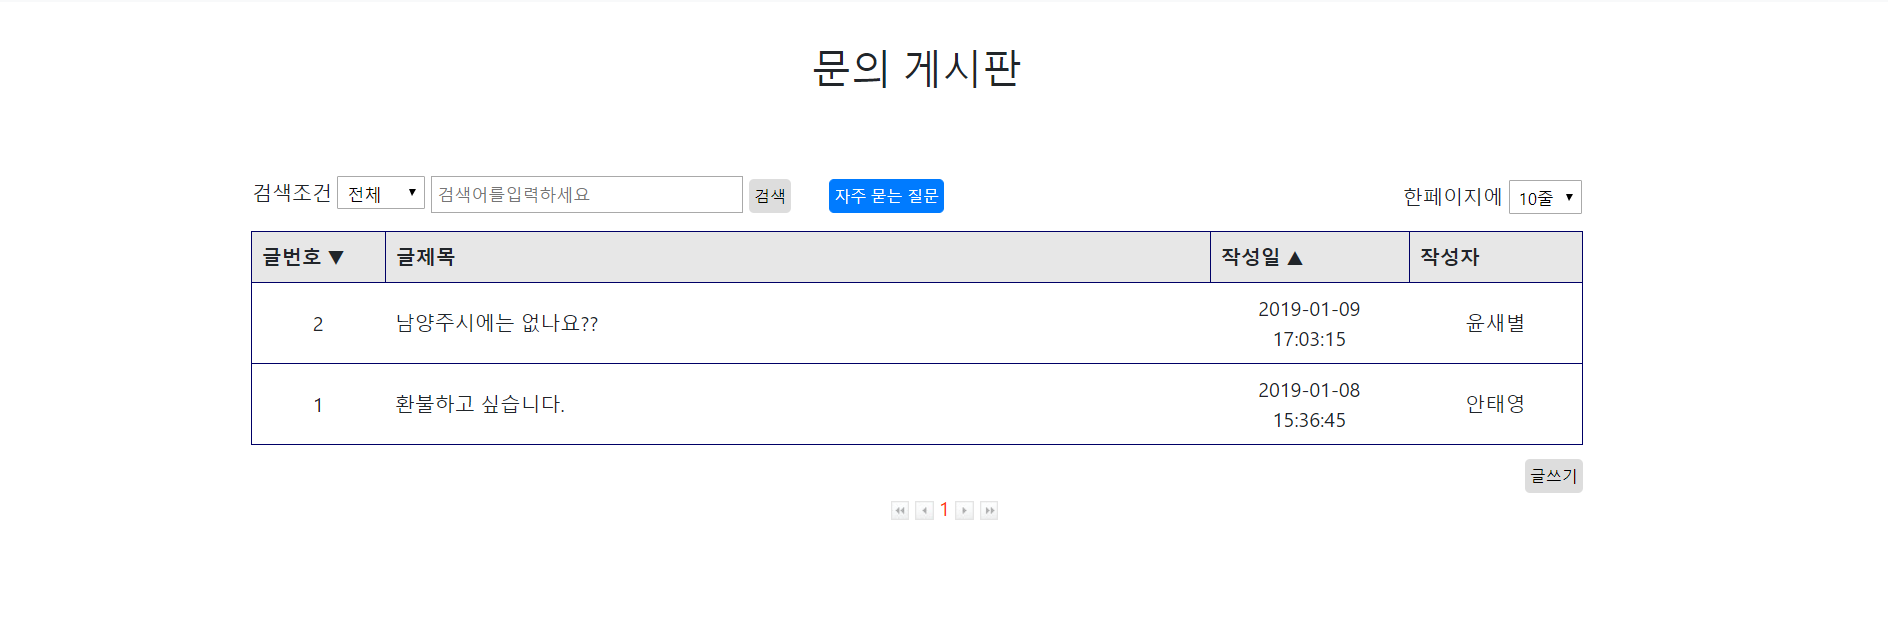 문의 게시판
검색조건 전체 ▼ 검색어를입력하세요 검색 자주 묻는 질문 한페이지에 10줄 ▼
글번호 ▼ 글제목 작성일 ▲ 작성자
2 남양주시에는 없나요?? 2019-01-09 17:03:15 윤새별
1 환불하고 싶습니다. 2019-01-08 15:36:45 안태영
글쓰기
1